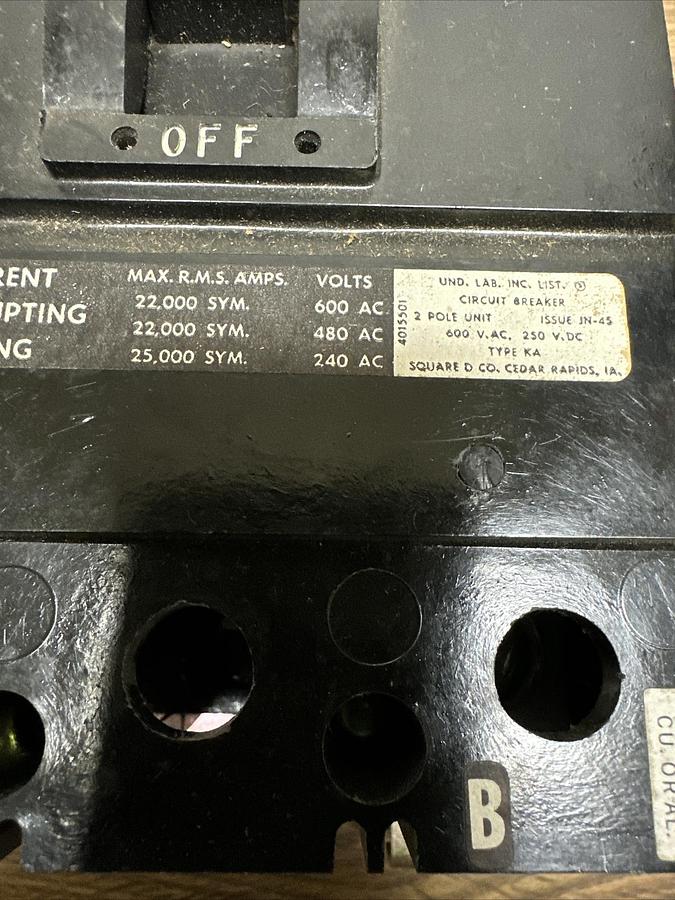 OFF
RENT MAX. R.M.S. AMPS. VOLTS
UPTING 22,000 SYM. 600 AC
NG 22,000 SYM. 480 AC
25,000 SYM. 240 AC
4015501
UND. LAB. INC. LIST.
CIRCUIT BREAKER
2 POLE UNIT ISSUE JN-45
600 V.AC, 250 V.DC
TYPE KA
SQUARE D CO. CEDAR RAPIDS, IA.
B
CU. OR AL.